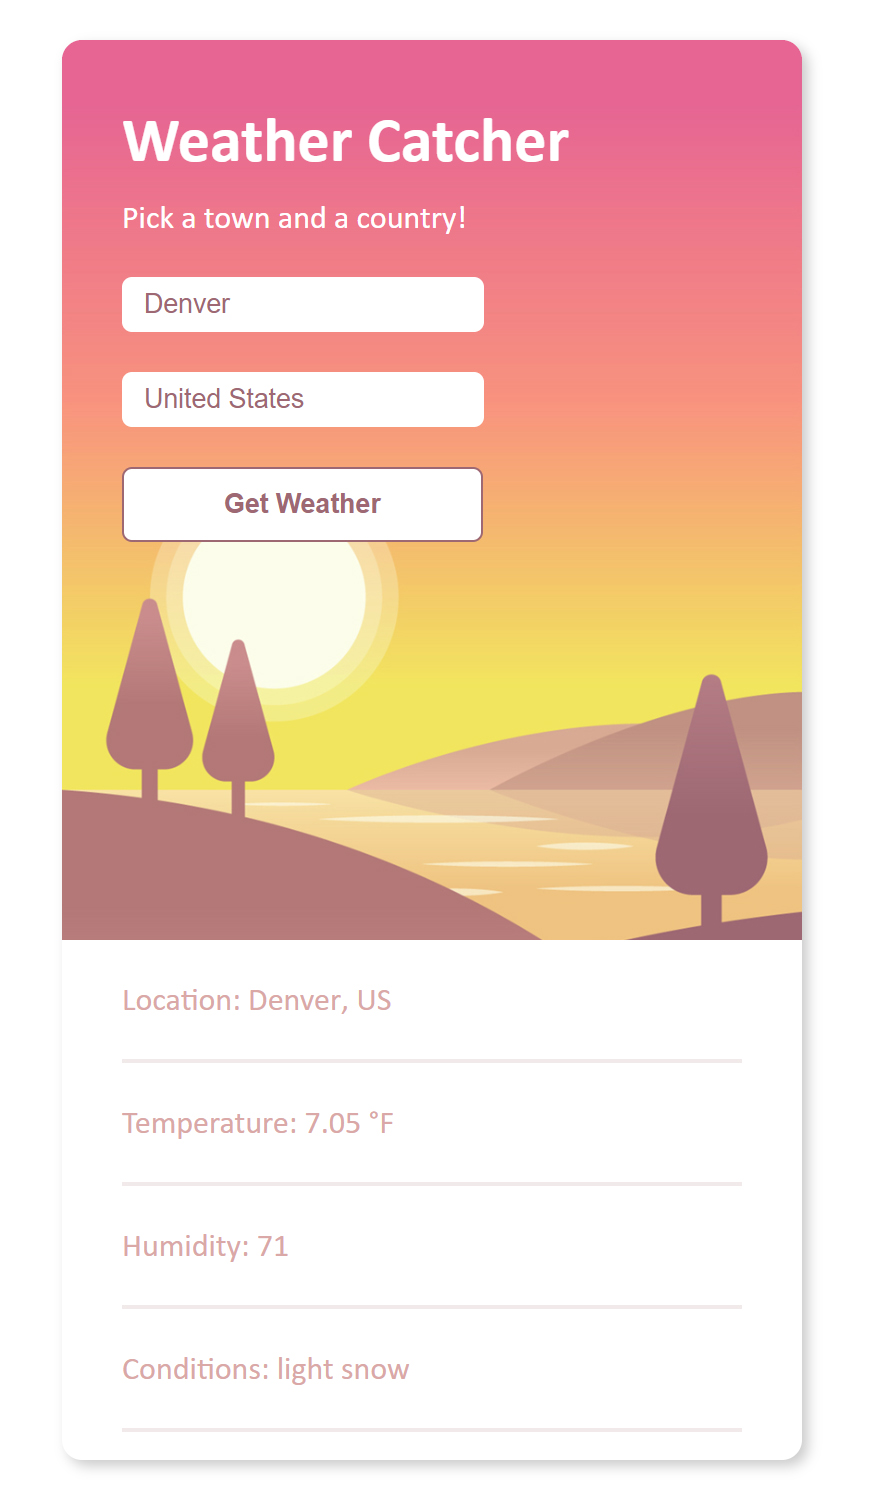 Weather Catcher
Pick a town and a country!
Denver
United States
Get Weather
Location: Denver, US
Temperature: 7.05 °F
Humidity: 71
Conditions: light snow